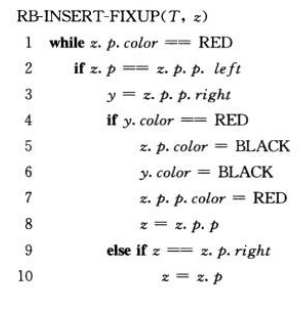 RB-INSERT-FIXUP(T, z)
1 while z. p. color == RED
2 if z. p == z. p. p. left
3 y = z. p. p. right
4 if y. color == RED
5 z. p. color = BLACK
6 y. color = BLACK
7 z. p. p. color = RED
8 z = z. p. p
9 else if z == z. p. right
10 z = z. p